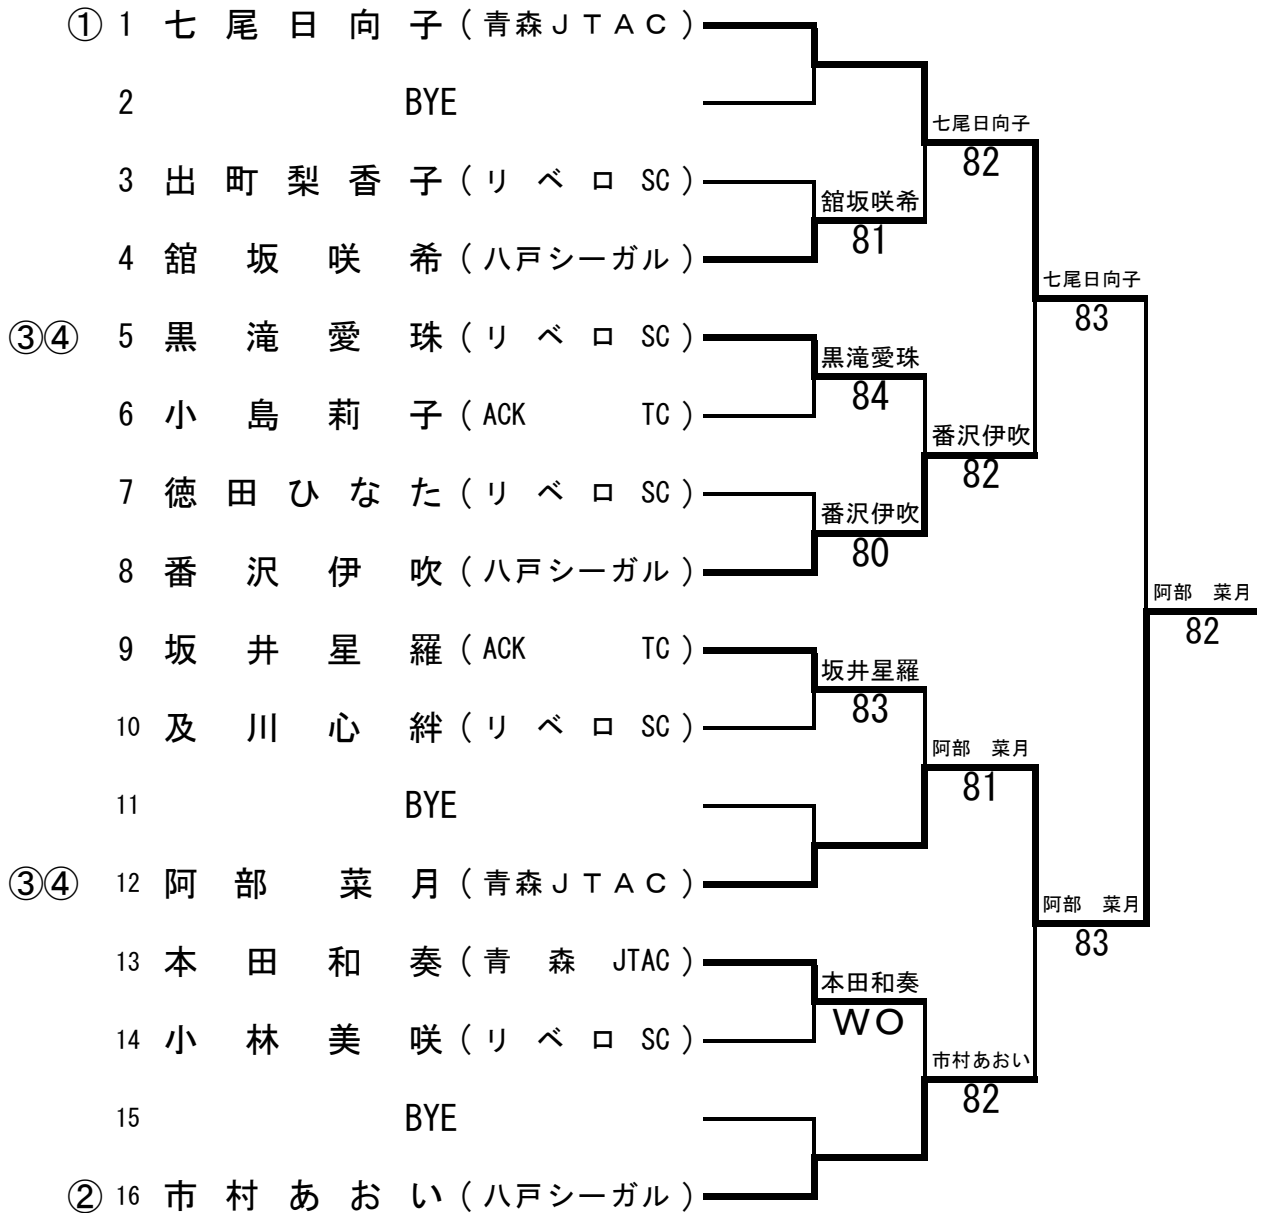 ① 1 七尾日向子(青森JTAC)
2 BYE
七尾日向子
82
3 出町梨香子(リベロSC)
舘坂咲希
81
4 舘坂咲希(八戸シーガル)
七尾日向子
83
③④ 5 黒滝愛珠(リベロSC)
黒滝愛珠
84
6 小島莉子(ACK TC)
番沢伊吹
82
7 徳田ひなた(リベロSC)
番沢伊吹
80
8 番沢伊吹(八戸シーガル)
阿部 菜月
82
9 坂井星羅(ACK TC)
坂井星羅
83
10 及川心絆(リベロSC)
阿部 菜月
81
11 BYE
③④ 12 阿部 菜月(青森JTAC)
阿部 菜月
83
13 本田和奏(青森 JTAC)
本田和奏
WO
14 小林美咲(リベロSC)
市村あおい
82
15 BYE
② 16 市村あおい(八戸シーガル)